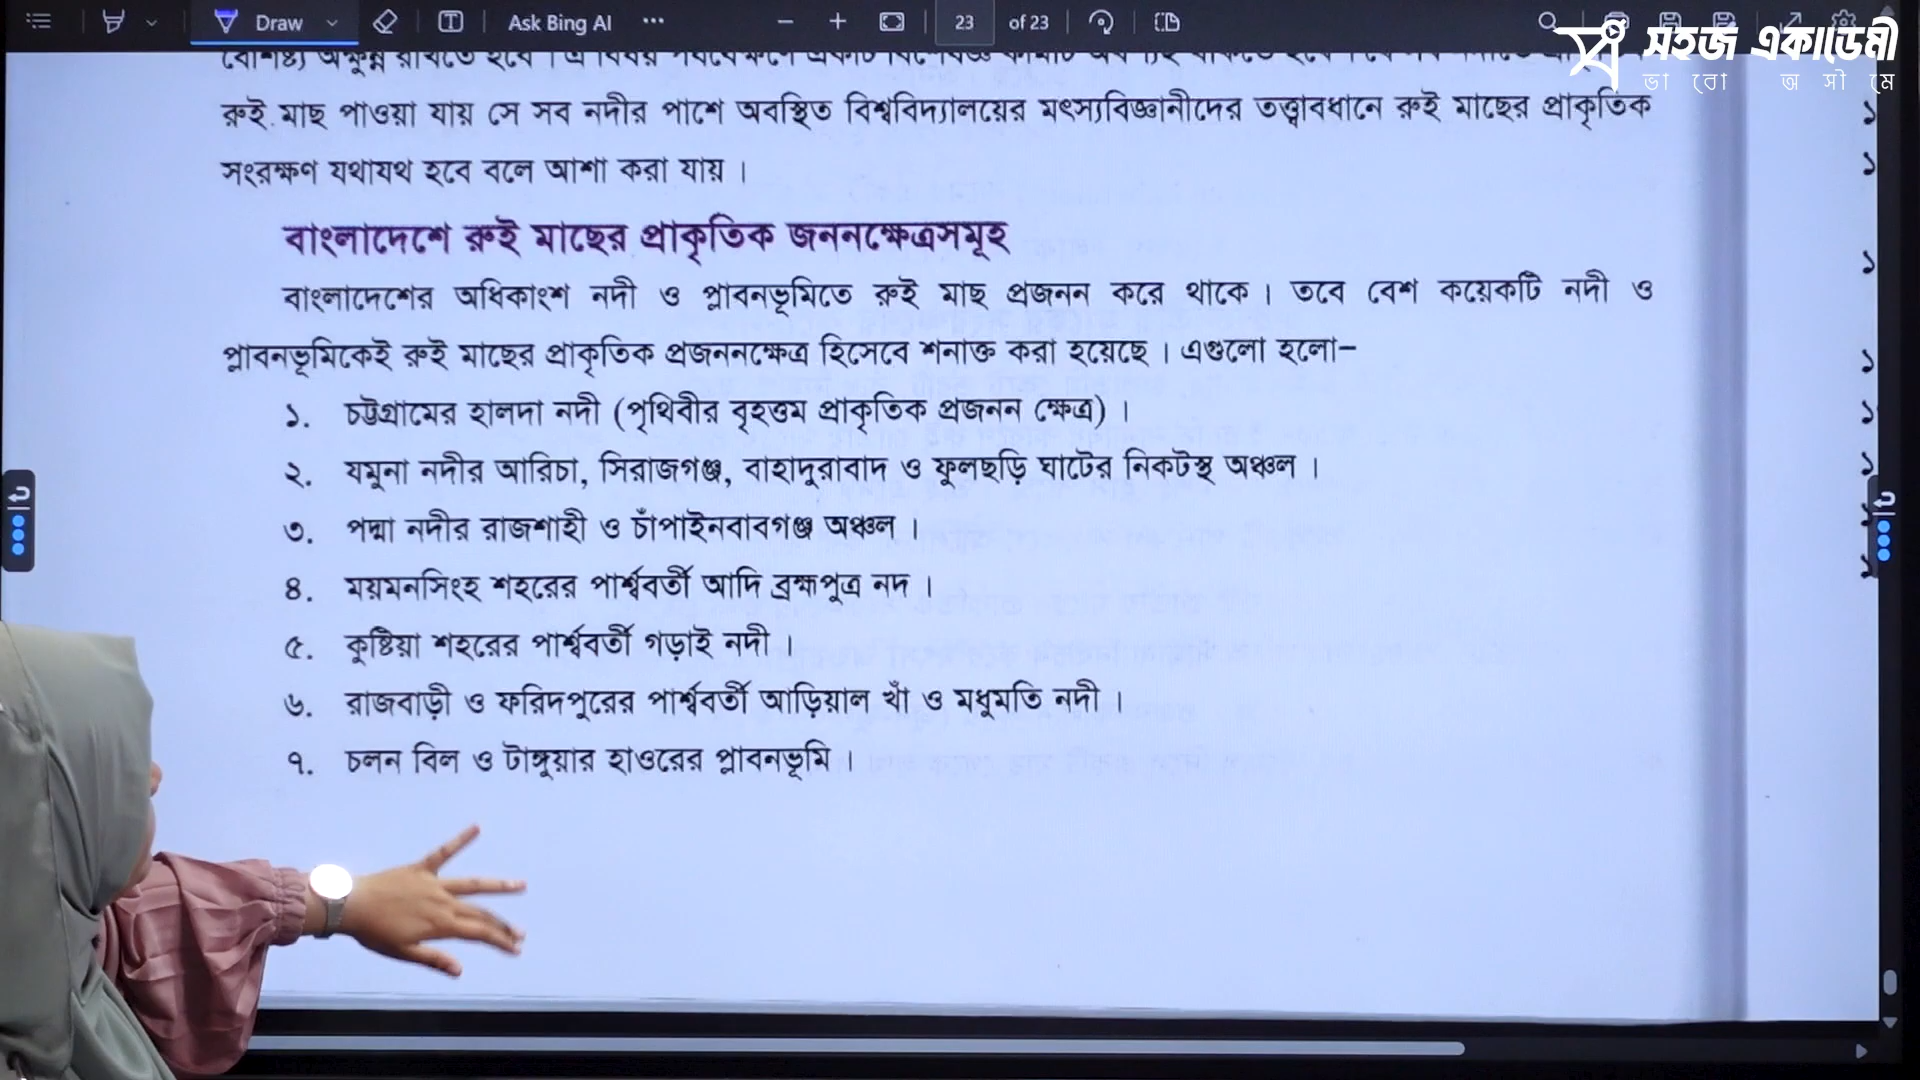 Draw
Ask Bing AI
23 of 23
সহজ একাডেমী
ভাবো অসীমে
রুই মাছ পাওয়া যায় সে সব নদীর পাশে অবস্থিত বিশ্ববিদ্যালয়ের মৎস্যবিজ্ঞানীদের তত্ত্বাবধানে রুই মাছের প্রাকৃতিক
সংরক্ষণ যথাযথ হবে বলে আশা করা যায় ।
বাংলাদেশে রুই মাছের প্রাকৃতিক জননক্ষেত্রসমূহ
বাংলাদেশের অধিকাংশ নদী ও প্লাবনভূমিতে রুই মাছ প্রজনন করে থাকে । তবে বেশ কয়েকটি নদী ও
প্লাবনভূমিকেই রুই মাছের প্রাকৃতিক প্রজননক্ষেত্র হিসেবে শনাক্ত করা হয়েছে । এগুলো হলো–
১. চট্টগ্রামের হালদা নদী (পৃথিবীর বৃহত্তম প্রাকৃতিক প্রজনন ক্ষেত্র) ।
২. যমুনা নদীর আরিচা, সিরাজগঞ্জ, বাহাদুরাবাদ ও ফুলছড়ি ঘাটের নিকটস্থ অঞ্চল ।
৩. পদ্মা নদীর রাজশাহী ও চাঁপাইনবাবগঞ্জ অঞ্চল ।
৪. ময়মনসিংহ শহরের পার্শ্ববর্তী আদি ব্রহ্মপুত্র নদ ।
৫. কুষ্টিয়া শহরের পার্শ্ববর্তী গড়াই নদী ।
৬. রাজবাড়ী ও ফরিদপুরের পার্শ্ববর্তী আড়িয়াল খাঁ ও মধুমতি নদী ।
৭. চলন বিল ও টাঙ্গুয়ার হাওরের প্লাবনভূমি ।